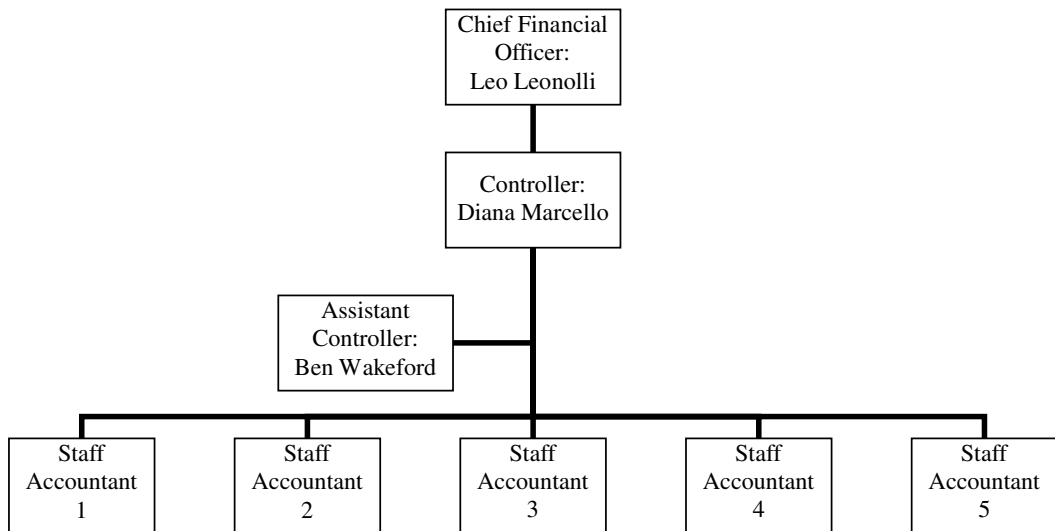 Chief Financial
Officer:
Leo Leonolli
Controller:
Diana Marcello
Assistant
Controller:
Ben Wakeford
Staff
Accountant
1
Staff
Accountant
2
Staff
Accountant
3
Staff
Accountant
4
Staff
Accountant
5